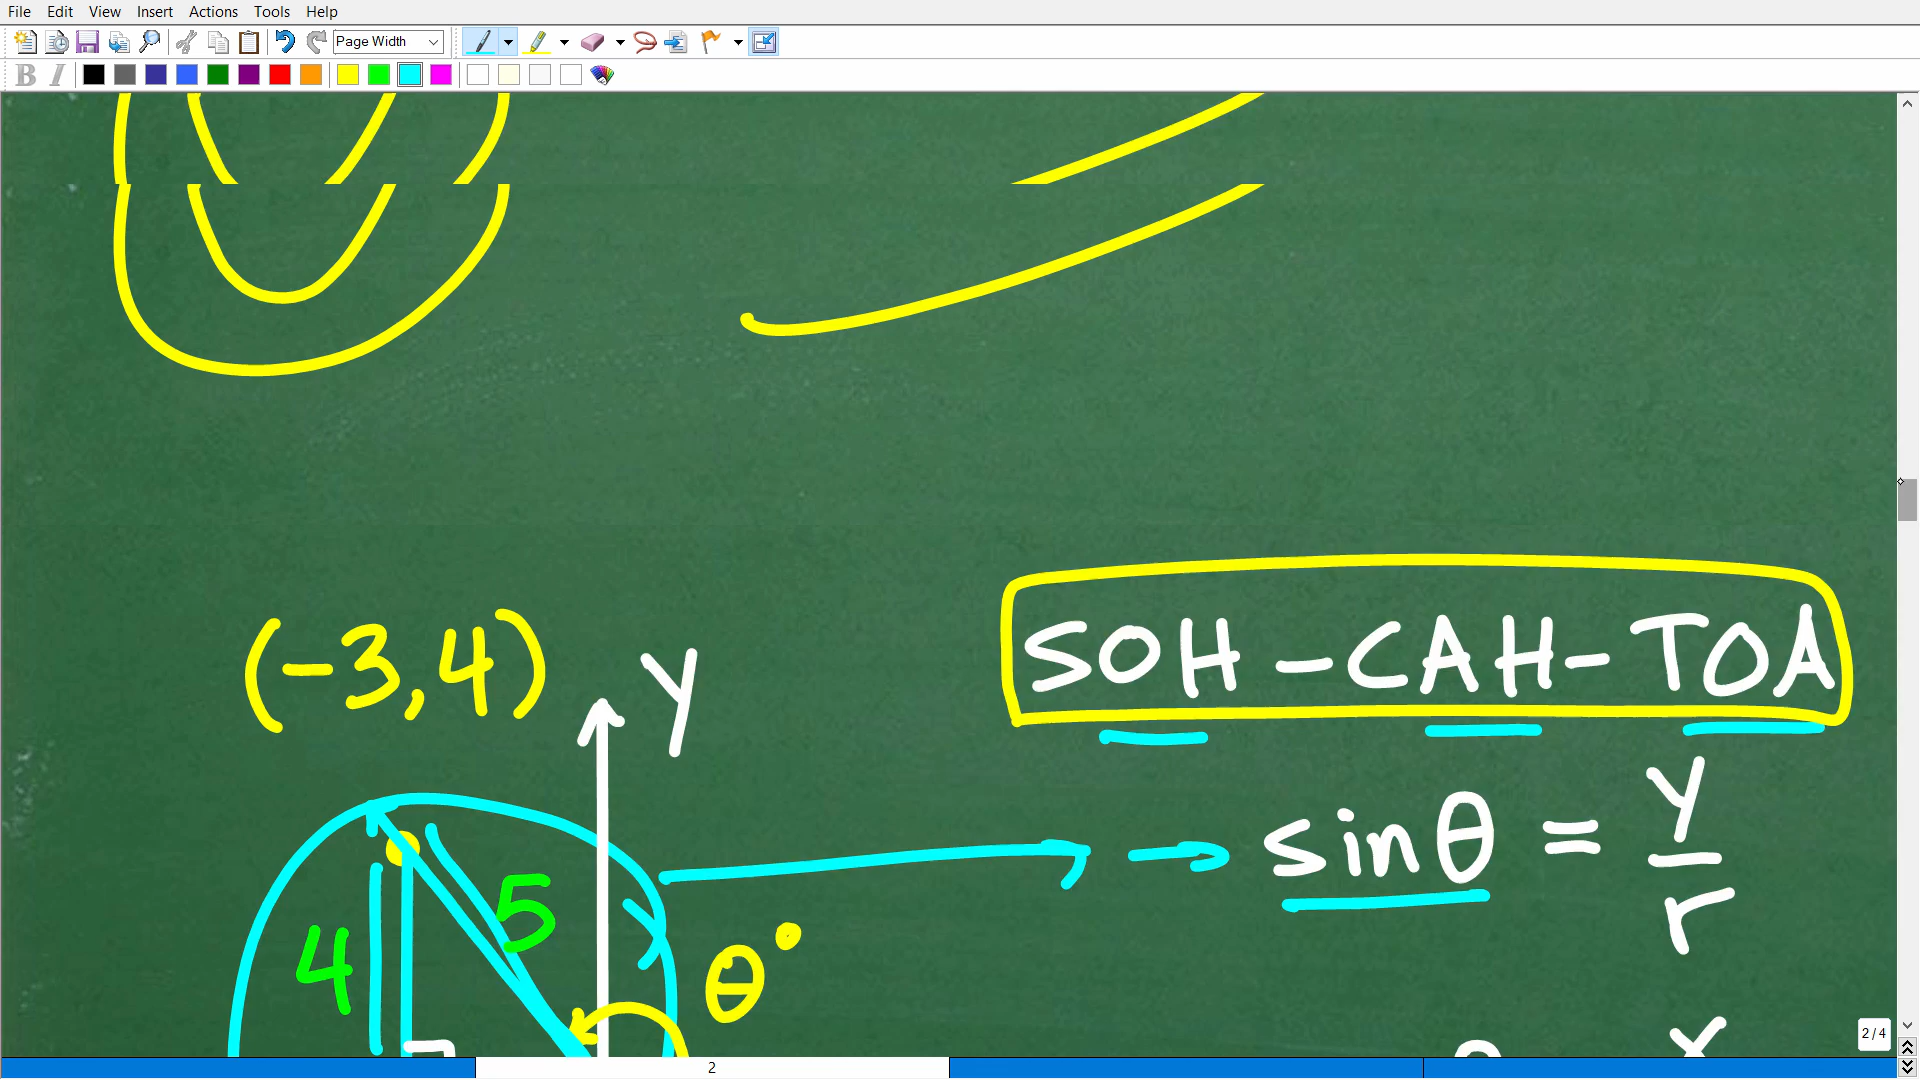 File Edit View Insert Actions Tools Help
Page Width
B I
(-3,4)
y
SOH-CAH-TOA
sinθ = y/r
5
4
θ°
x
2/4
2